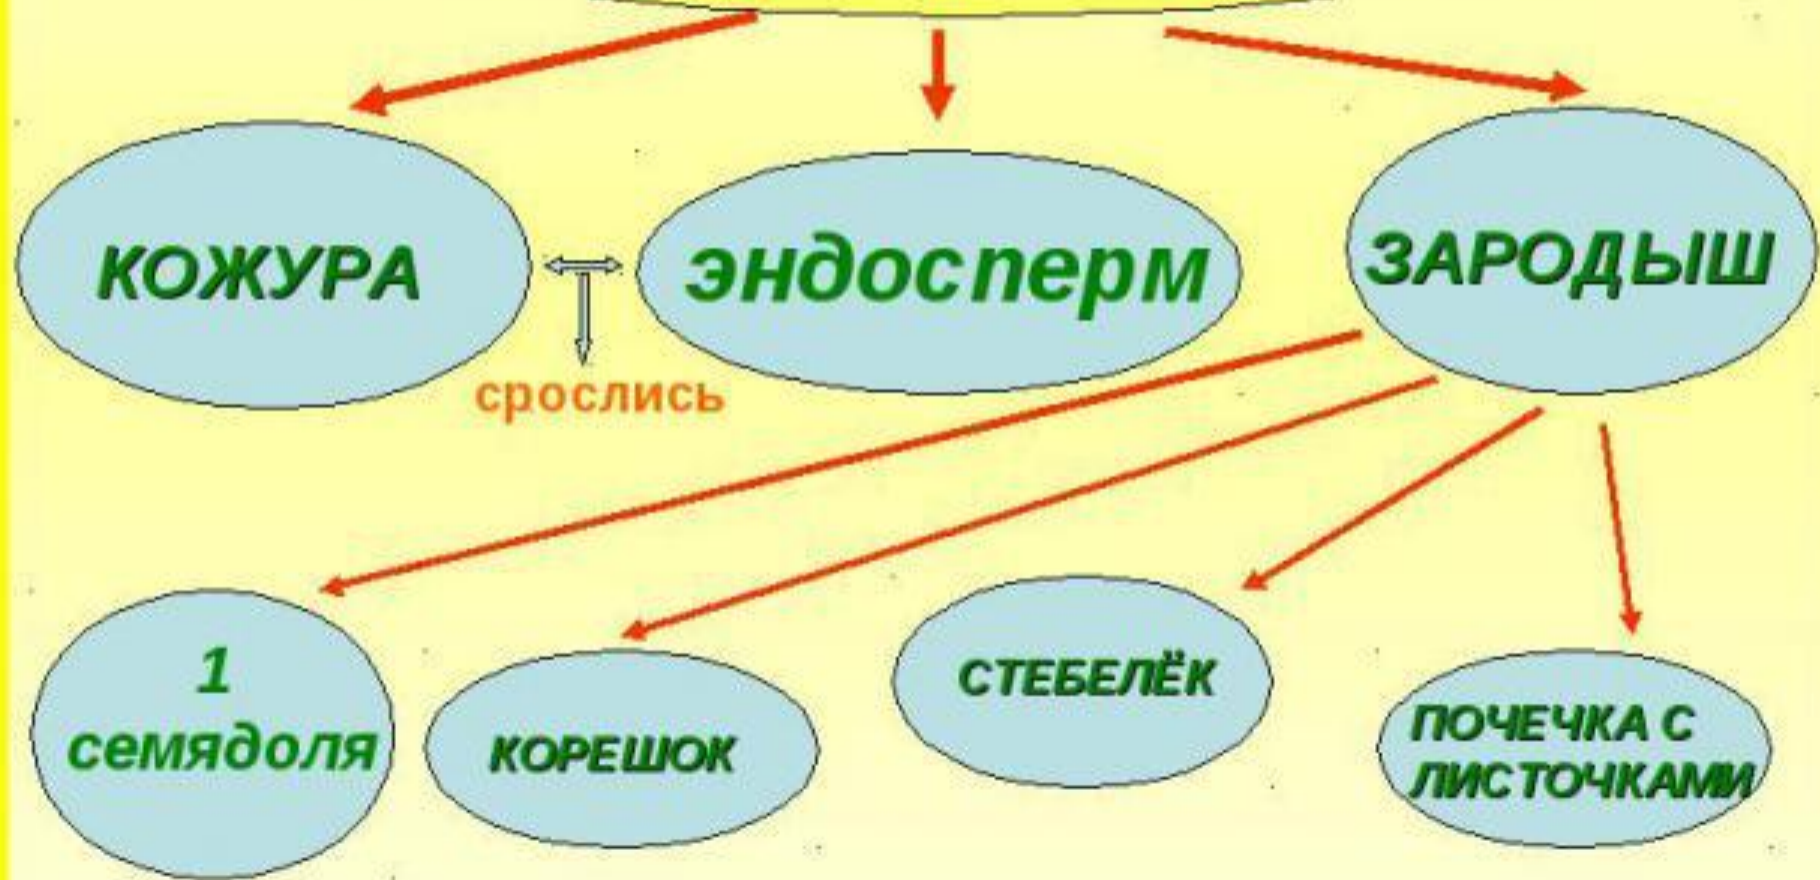 КОЖУРА
эндосперм
ЗАРОДЫШ
срослись
1
семядоля
КОРЕШОК
СТЕБЕЛЁК
ПОЧЕЧКА С
ЛИСТОЧКАМИ